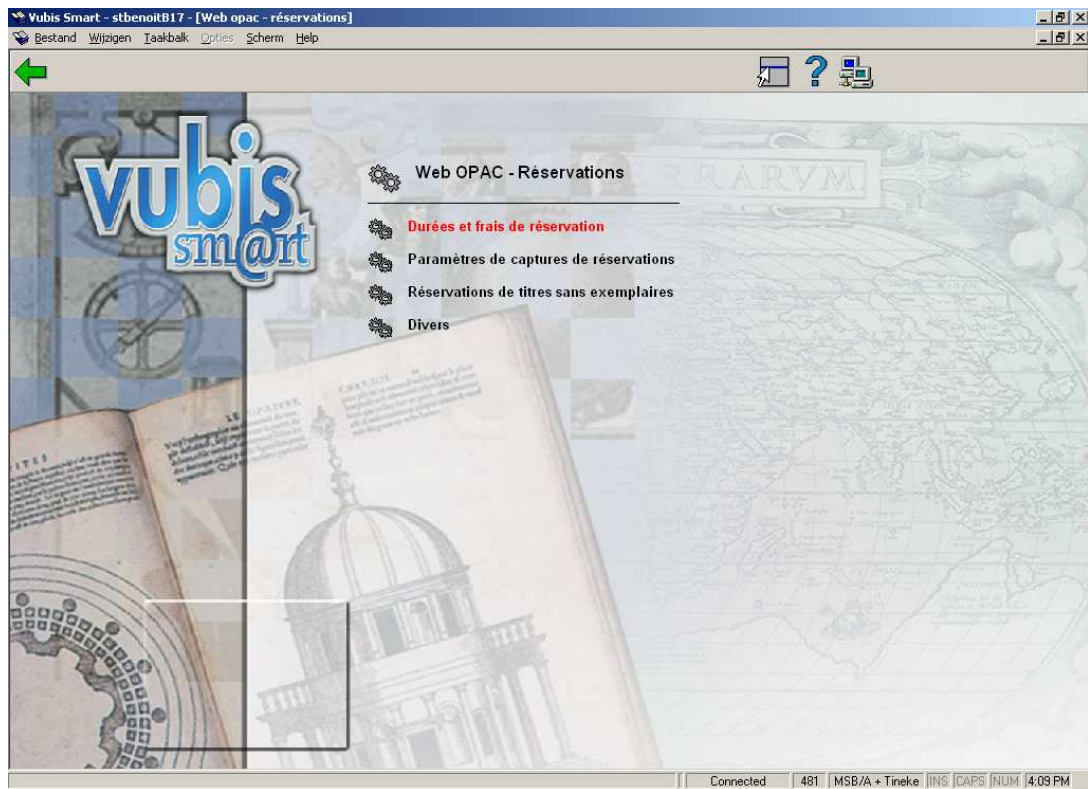 Vubis Smart - stbenoitB17 - [Web opac - réservations]
Bestand Wijzigen Taakbalk Opties Scherm Help
vubis
sm@rt
Web OPAC - Réservations
RRARVM
Durées et frais de réservation
Paramètres de captures de réservations
Réservations de titres sans exemplaires
Divers
Connected 481 MSB/A + Tineke INS CAPS NUM 4:09 PM